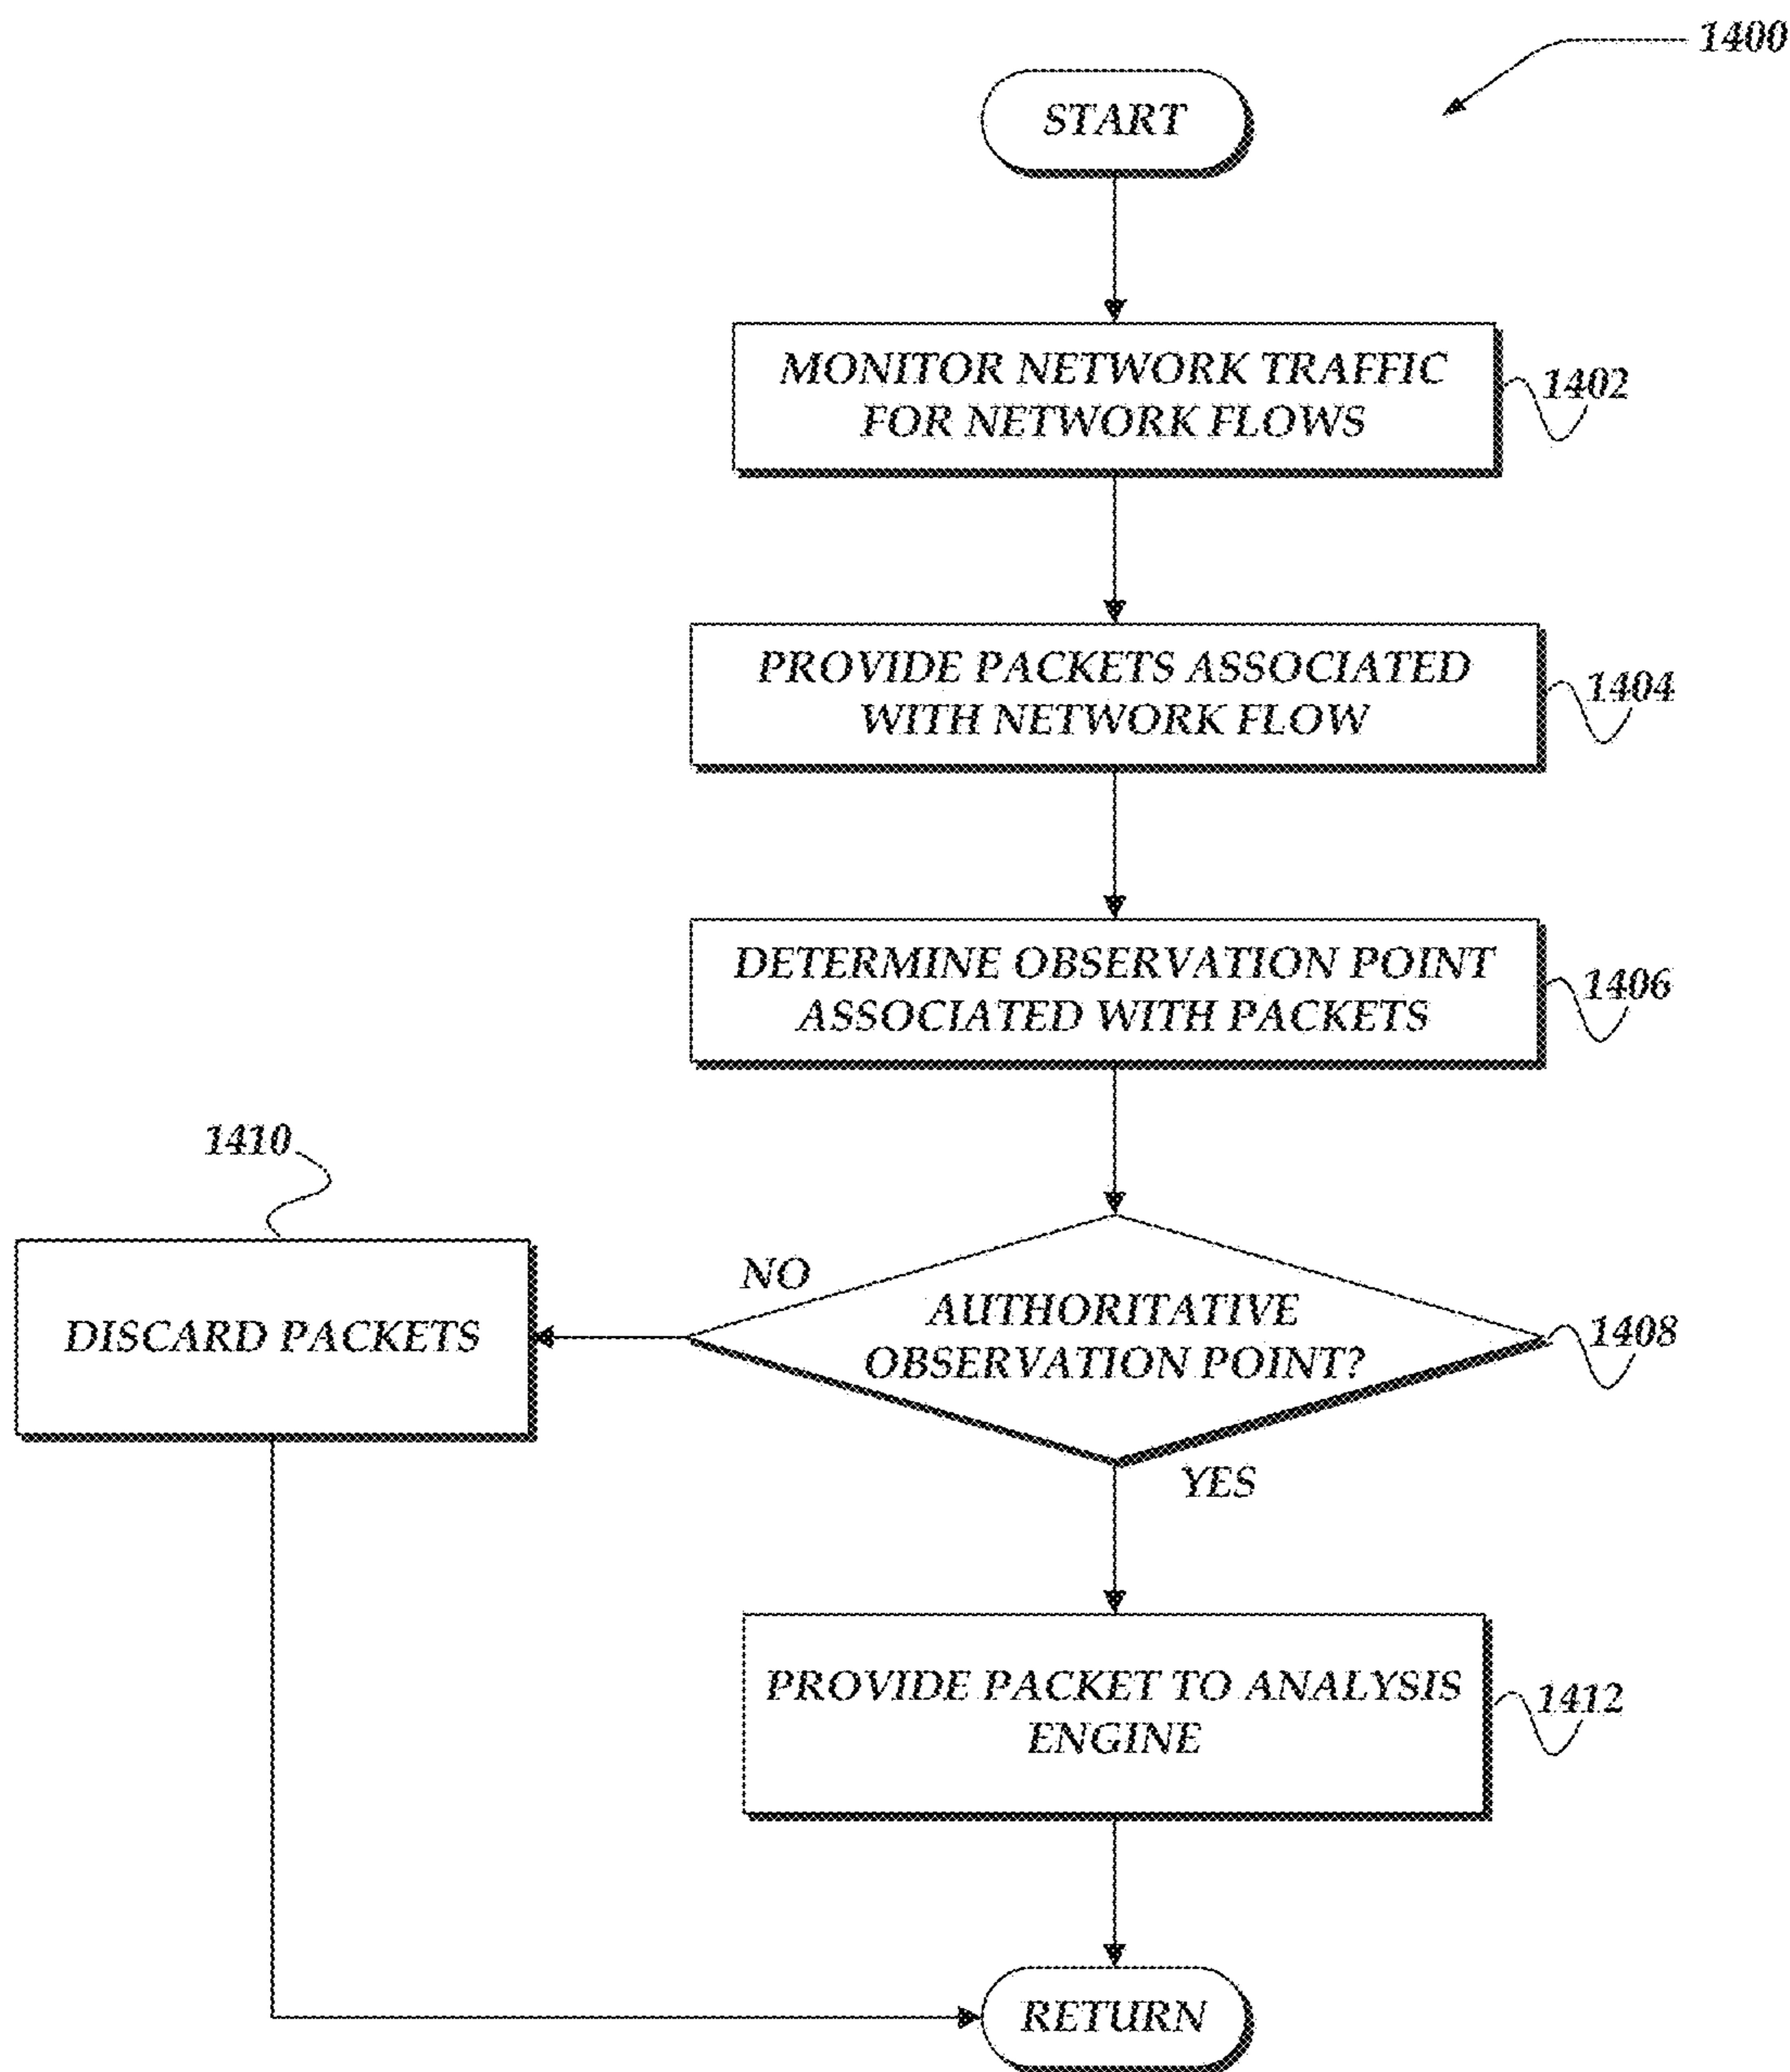 1400
START
MONITOR NETWORK TRAFFIC
FOR NETWORK FLOWS
1402
PROVIDE PACKETS ASSOCIATED
WITH NETWORK FLOW
1404
DETERMINE OBSERVATION POINT
ASSOCIATED WITH PACKETS
1406
1410
NO
DISCARD PACKETS
AUTHORITATIVE
OBSERVATION POINT?
1408
YES
PROVIDE PACKET TO ANALYSIS
ENGINE
1412
RETURN